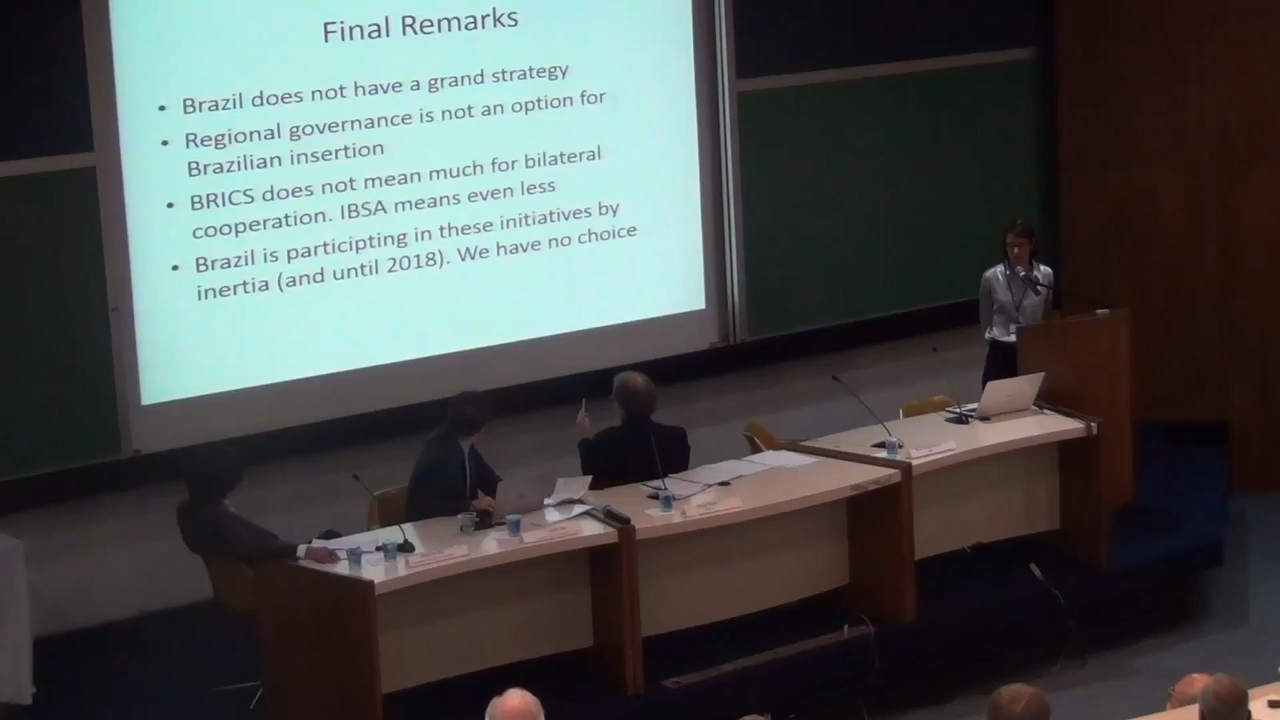 Final Remarks
• Brazil does not have a grand strategy
• Regional governance is not an option for
Brazilian insertion
• BRICS does not mean much for bilateral
cooperation. IBSA means even less
• Brazil is participting in these initiatives by
inertia (and until 2018). We have no choice